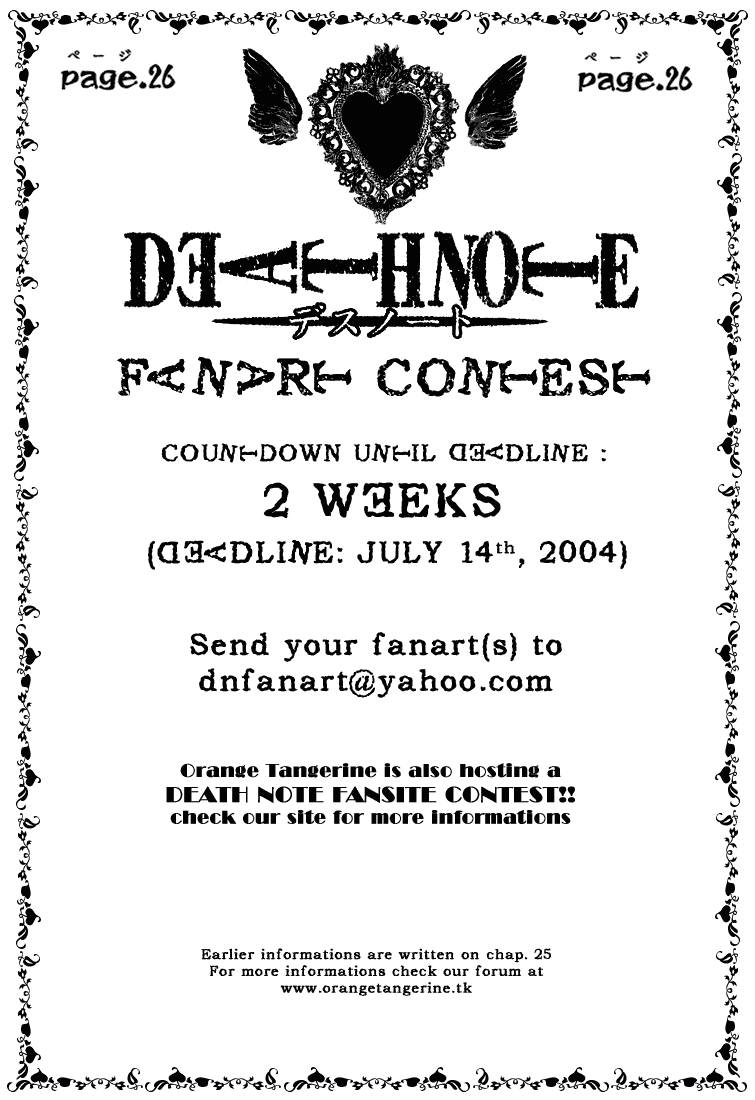 ページ
page.26
ページ
page.26
DEATH NOTE
デスノート
FANART CONTEST
COUNTDOWN UNTIL DEADLINE :
2 WEEKS
(DEADLINE: JULY 14th, 2004)
Send your fanart(s) to
dnfanart@yahoo.com
Orange Tangerine is also hosting a
DEATH NOTE FANSITE CONTEST!!
check our site for more informations
Earlier informations are written on chap. 25
For more informations check our forum at
www.orangetangerine.tk